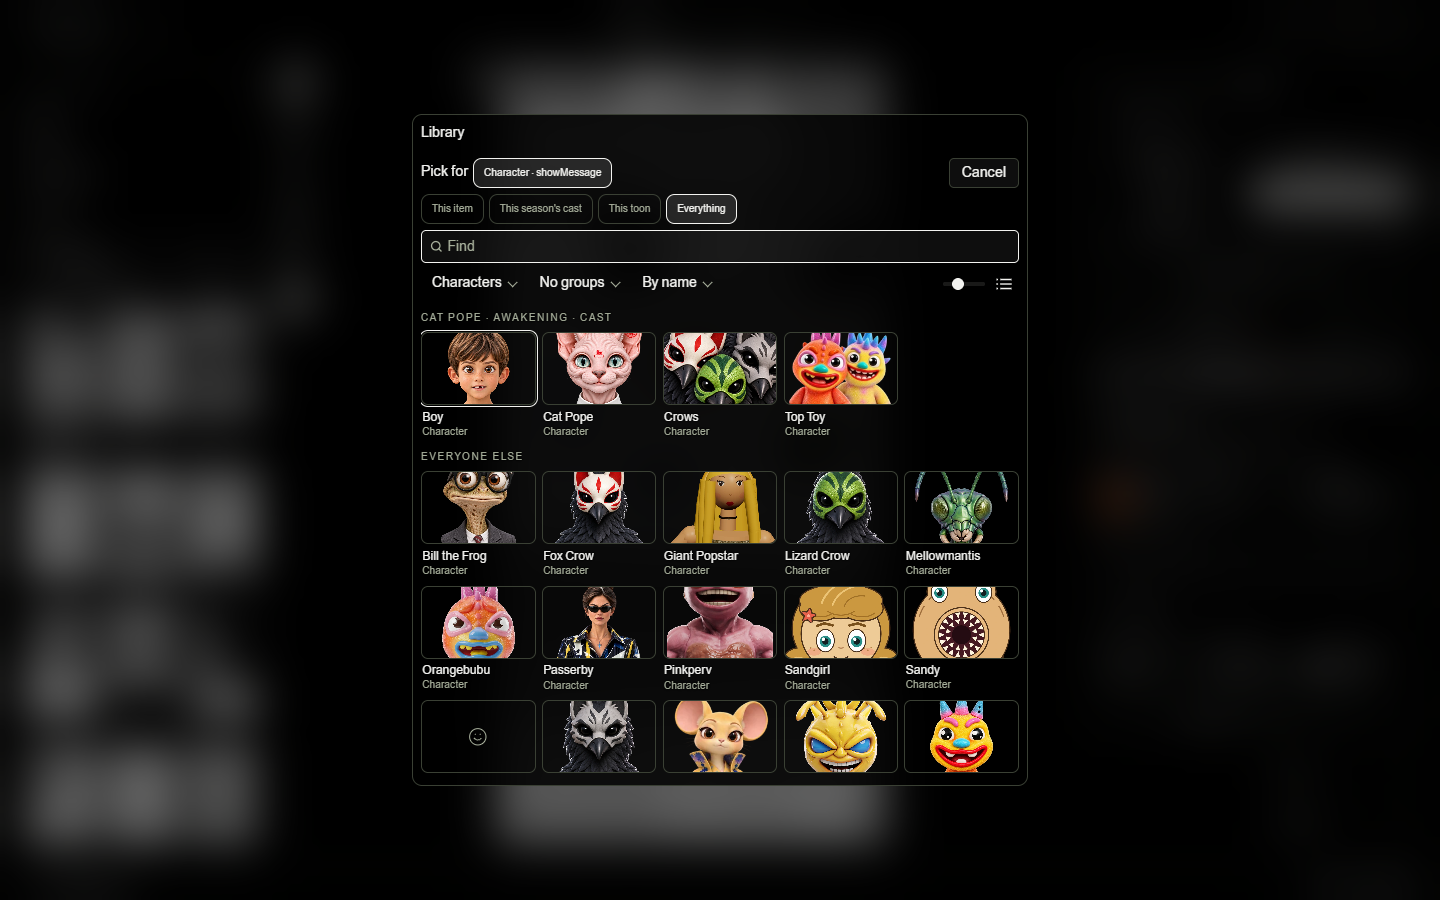 Library
Pick for Character · showMessage Cancel
This item This season's cast This toon Everything
Find
Characters No groups By name
CAT POPE · AWAKENING · CAST
Boy Cat Pope Crows Top Toy
Character Character Character Character
EVERYONE ELSE
Bill the Frog Fox Crow Giant Popstar Lizard Crow Mellowmantis
Character Character Character Character Character
Orangebubu Passerby Pinkperv Sandgirl Sandy
Character Character Character Character Character